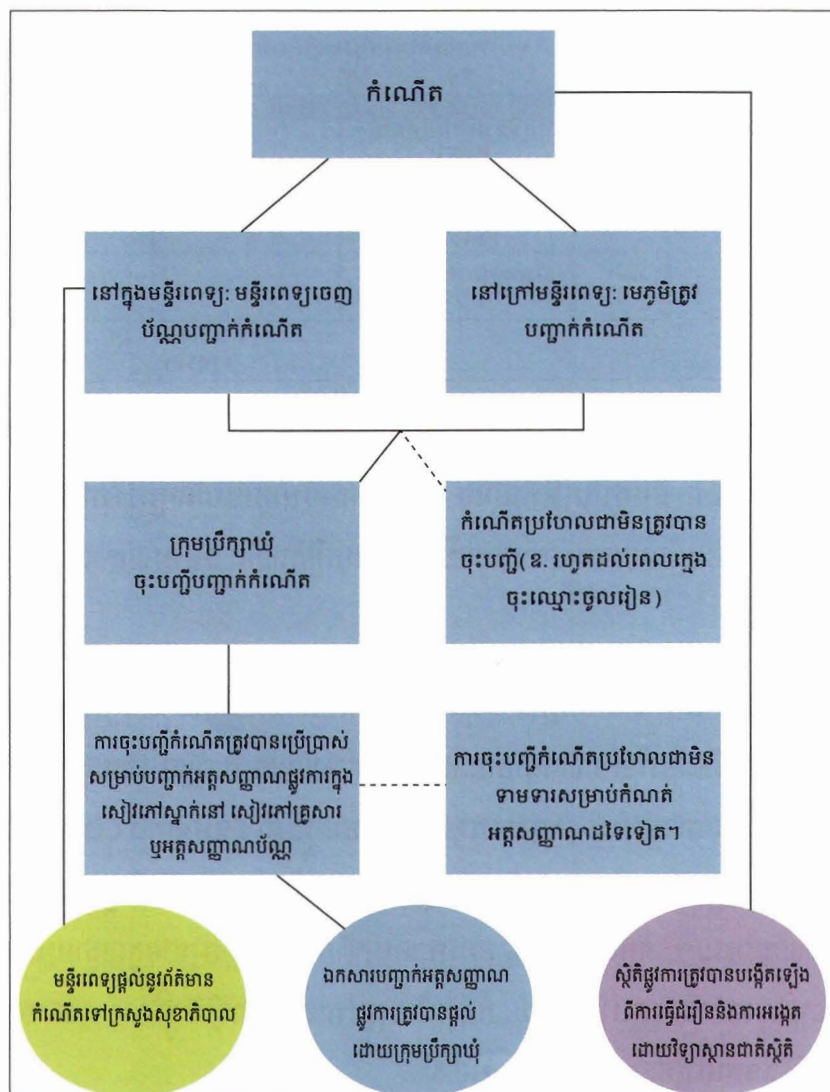 កំណើត
នៅក្នុងមន្ទីរពេទ្យ: មន្ទីរពេទ្យចេញ
ប័ណ្ណបញ្ជាក់កំណើត
នៅក្រៅមន្ទីរពេទ្យ: មេភូមិត្រូវ
បញ្ជាក់កំណើត
ក្រុមប្រឹក្សាឃុំ
ចុះបញ្ជីបញ្ជាក់កំណើត
កំណើតប្រហែលជាមិនត្រូវបាន
ចុះបញ្ជី(ឧ. រហូតដល់ពេលក្មេង
ចុះឈ្មោះចូលរៀន)
ការចុះបញ្ជីកំណើតត្រូវបានប្រើប្រាស់
សម្រាប់បញ្ជាក់អត្តសញ្ញាណផ្លូវការក្នុង
សៀវភៅស្នាក់នៅ សៀវភៅគ្រួសារ
ឬអត្តសញ្ញាណប័ណ្ណ
ការចុះបញ្ជីកំណើតប្រហែលជាមិន
ទាមទារសម្រាប់កំណត់
អត្តសញ្ញាណដទៃទៀត។
មន្ទីរពេទ្យផ្តល់នូវព័ត៌មាន
កំណើតទៅក្រសួងសុខាភិបាល
ឯកសារបញ្ជាក់អត្តសញ្ញាណ
ផ្លូវការត្រូវបានផ្តល់
ដោយក្រុមប្រឹក្សាឃុំ
ស្ថិតិផ្លូវការត្រូវបានបង្កើតឡើង
ពីការធ្វើជំរឿននិងការអង្កេត
ដោយវិទ្យាស្ថានជាតិស្ថិតិ